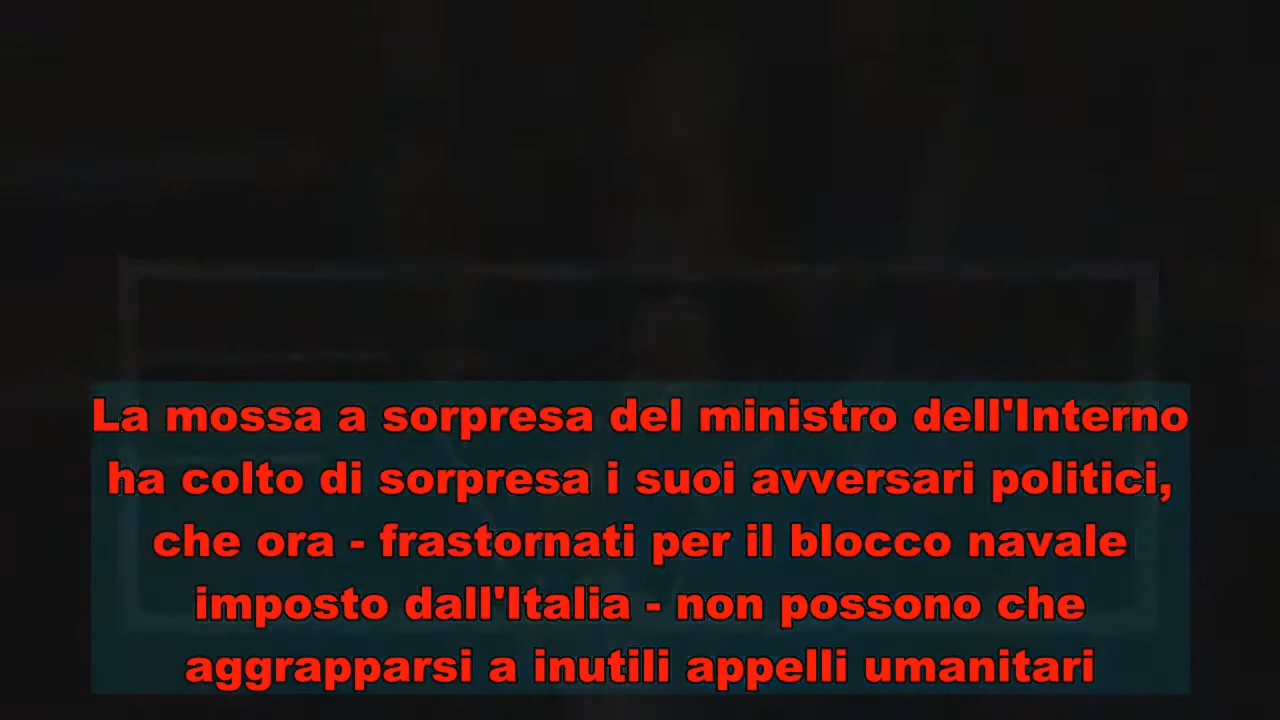 La mossa a sorpresa del ministro dell'Interno
ha colto di sorpresa i suoi avversari politici,
che ora - frastornati per il blocco navale
imposto dall'Italia - non possono che
aggrapparsi a inutili appelli umanitari